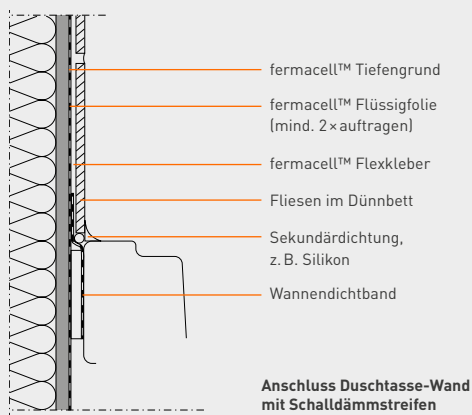 fermacell™ Tiefengrund
fermacell™ Flüssigfolie
(mind. 2×auftragen)
fermacell™ Flexkleber
Fliesen im Dünnbett
Sekundärdichtung,
z. B. Silikon
Wannendichtband
Anschluss Duschtasse-Wand
mit Schalldämmstreifen